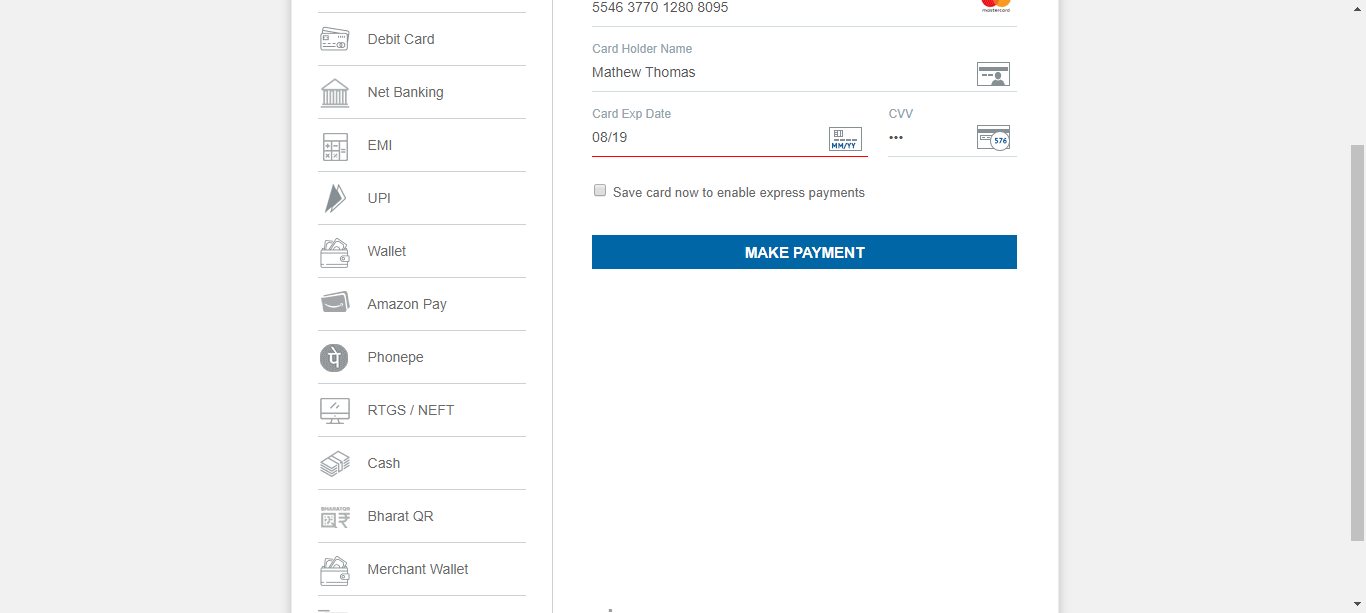 Debit Card
Net Banking
EMI
UPI
Wallet
Amazon Pay
पे
Phonepe
RTGS / NEFT
Cash
Bharat QR
Merchant Wallet
5546 3770 1280 8095
mastercard
Card Holder Name
Mathew Thomas
Card Exp Date
08/19
MM/YY
CVV
•••
576
Save card now to enable express payments
MAKE PAYMENT